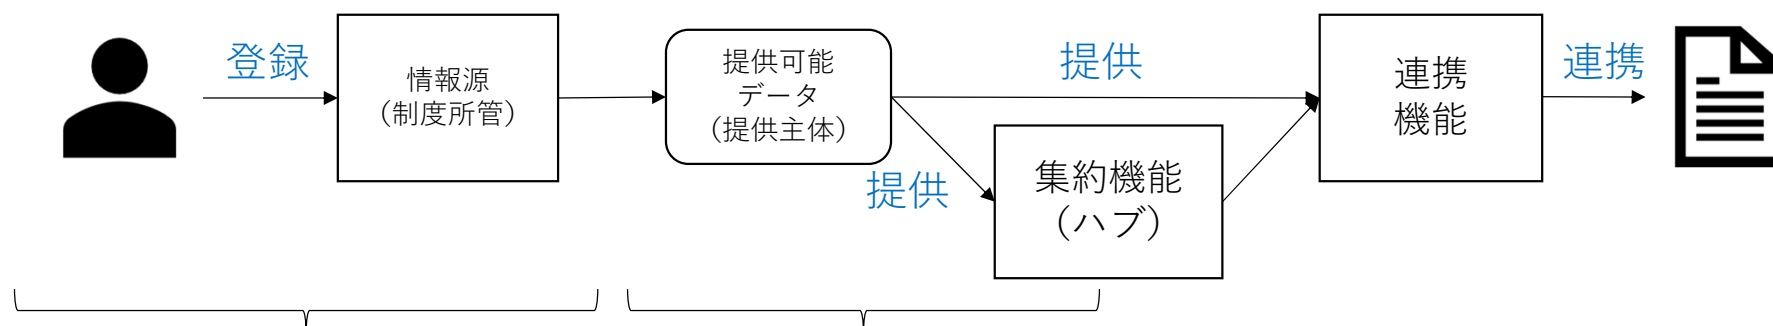 登録
情報源
（制度所管）
提供可能
データ
（提供主体）
提供
提供
集約機能
（ハブ）
連携
機能
連携